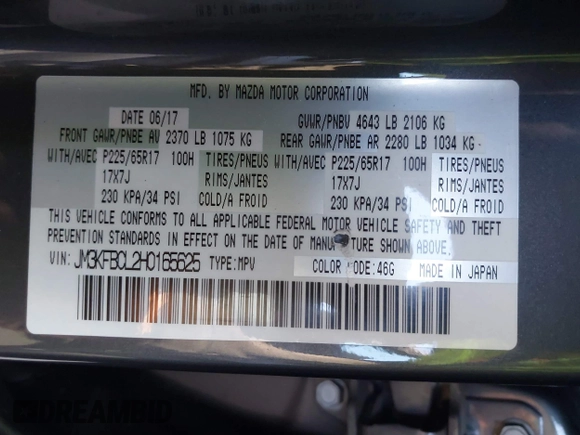 MFD. BY MAZDA MOTOR CORPORATION
DATE 06/17 GVWR/PNBV 4643 LB 2106 KG
FRONT GAWR/PNBE AV 2370 LB 1075 KG REAR GAWR/PNBE AR 2280 LB 1034 KG
WITH/AVEC P225/65R17 100H TIRES/PNEUS WITH/AVEC P225/65R17 100H TIRES/PNEUS
17X7J RIMS/JANTES 17X7J RIMS/JANTES
230 KPA/34 PSI COLD/A FROID 230 KPA/34 PSI COLD/A FROID
THIS VEHICLE CONFORMS TO ALL APPLICABLE FEDERAL MOTOR VEHICLE SAFETY AND THEFT
PREVENTION STANDARDS IN EFFECT ON THE DATE OF MANUFACTURE SHOWN ABOVE.
VIN: JM3KFBCL2H0165625 TYPE:MPV COLOR CODE:46G MADE IN JAPAN
DREAMBID